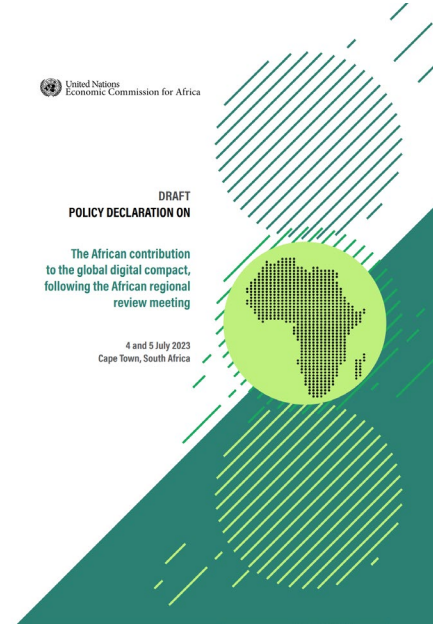 United Nations
Economic Commission for Africa
DRAFT
POLICY DECLARATION ON
The African contribution
to the global digital compact,
following the African regional
review meeting
4 and 5 July 2023
Cape Town, South Africa